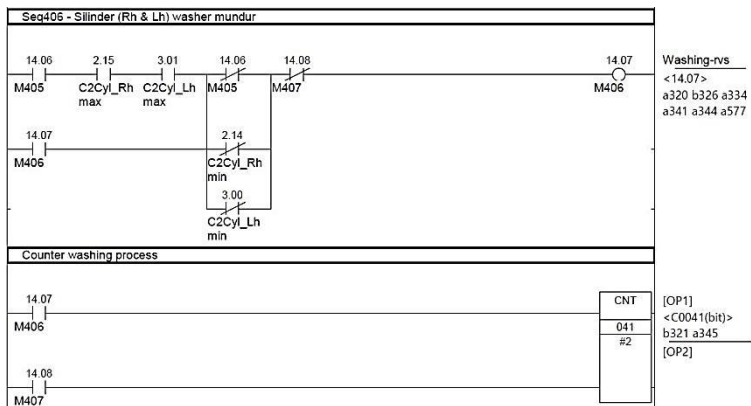 Seq406 - Silinder (Rh & Lh) washer mundur
14.06 2.15 3.01 14.06 14.08 14.07
M405 C2Cyl_Rh max C2Cyl_Lh max M405 M407 M406
Washing-rvs
<14.07>
a320 b326 a334
a341 a344 a577
14.07 2.14
M406 C2Cyl_Rh
min
3.00
C2Cyl_Lh
min
Counter washing process
14.07 CNT [OP1]
M406 041 <C0041(bit)>
#2 b321 a345
[OP2]
14.08
M407